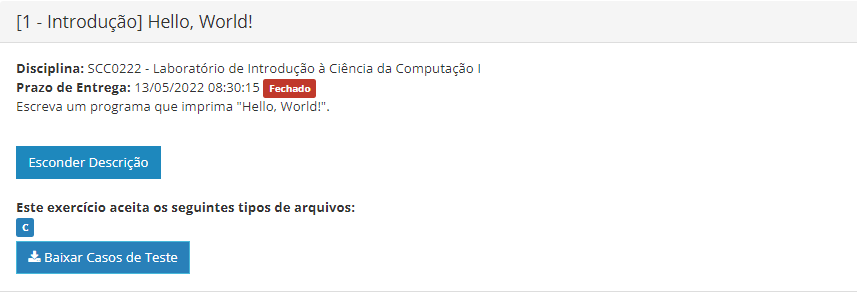 [1 - Introdução] Hello, World!
Disciplina: SCC0222 - Laboratório de Introdução à Ciência da Computação I
Prazo de Entrega: 13/05/2022 08:30:15 Fechado
Escreva um programa que imprima "Hello, World!".
Esconder Descrição
Este exercício aceita os seguintes tipos de arquivos:
C
Baixar Casos de Teste